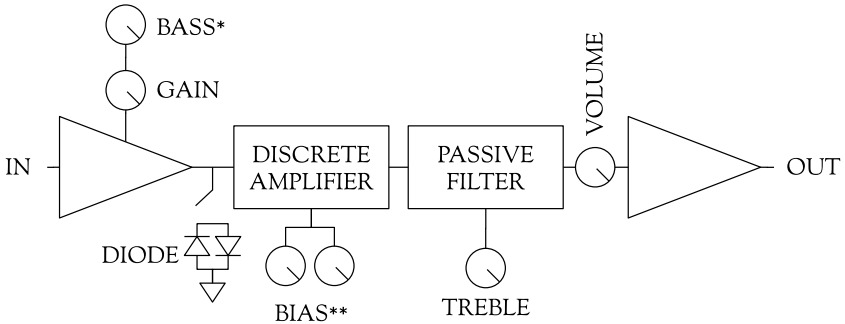 BASS*
GAIN
VOLUME
IN
DISCRETE
AMPLIFIER
PASSIVE
FILTER
OUT
DIODE
BIAS**
TREBLE